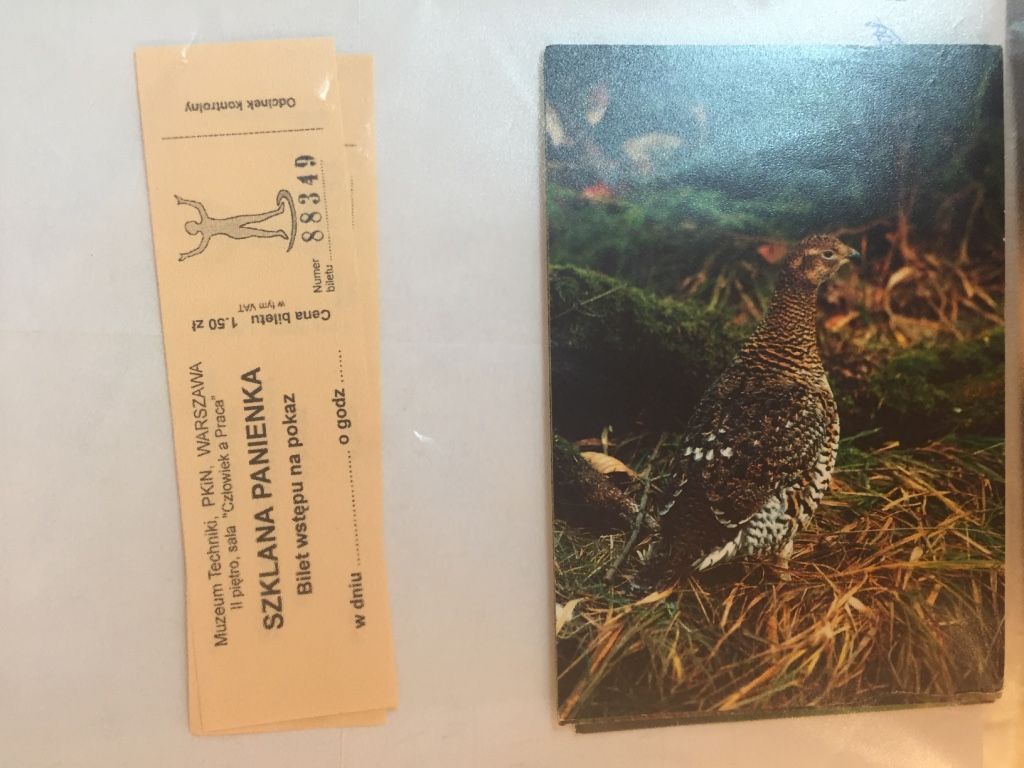 Muzeum Techniki, PKiN, WARSZAWA
II piętro, sala "Człowiek a Praca"
SZKLANA PANIENKA
Bilet wstępu na pokaz
w dniu ........................ o godz .......
Cena biletu
1.50 zł
w tym VAT
Numer
biletu ..................
88349
Odcinek kontrolny